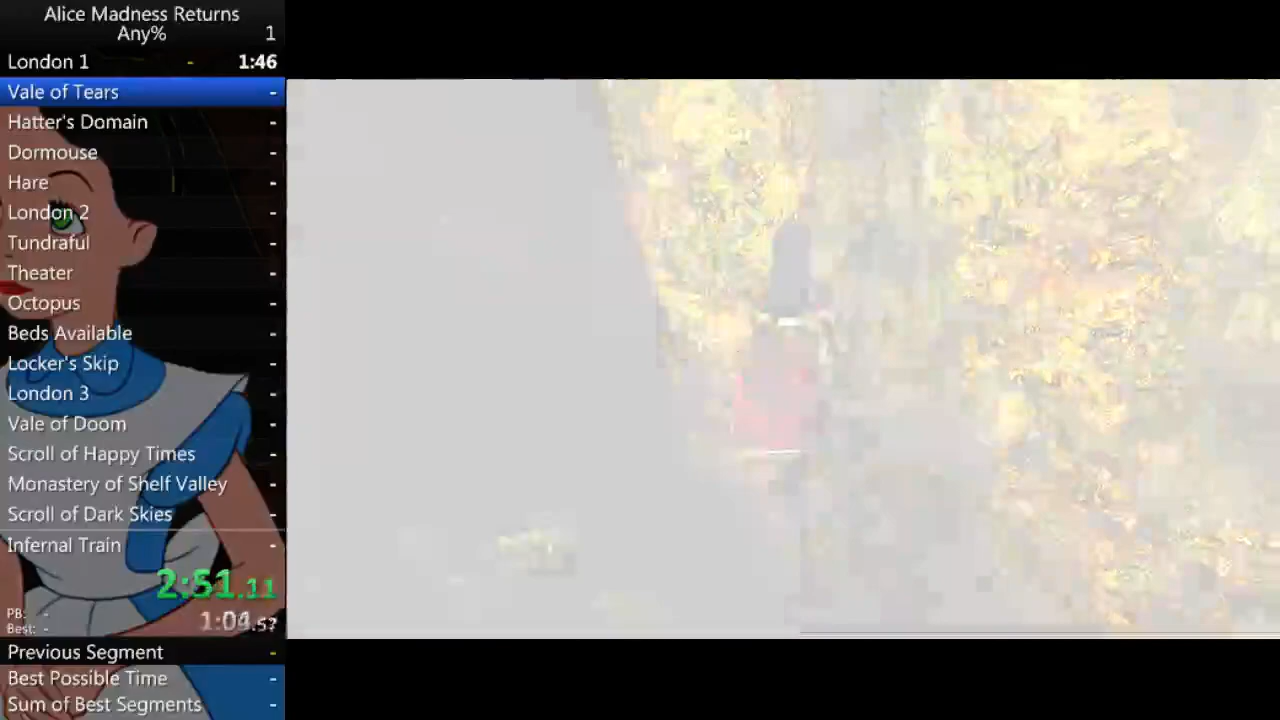 Alice Madness Returns
Any% 1
London 1 - 1:46
Vale of Tears -
Hatter's Domain -
Dormouse -
Hare -
London 2 -
Tundraful -
Theater -
Octopus -
Beds Available -
Locker's Skip -
London 3 -
Vale of Doom -
Scroll of Happy Times -
Monastery of Shelf Valley -
Scroll of Dark Skies -
Infernal Train -
2:51.11
PB: -
1:04.57
Best: -
Previous Segment -
Best Possible Time -
Sum of Best Segments -